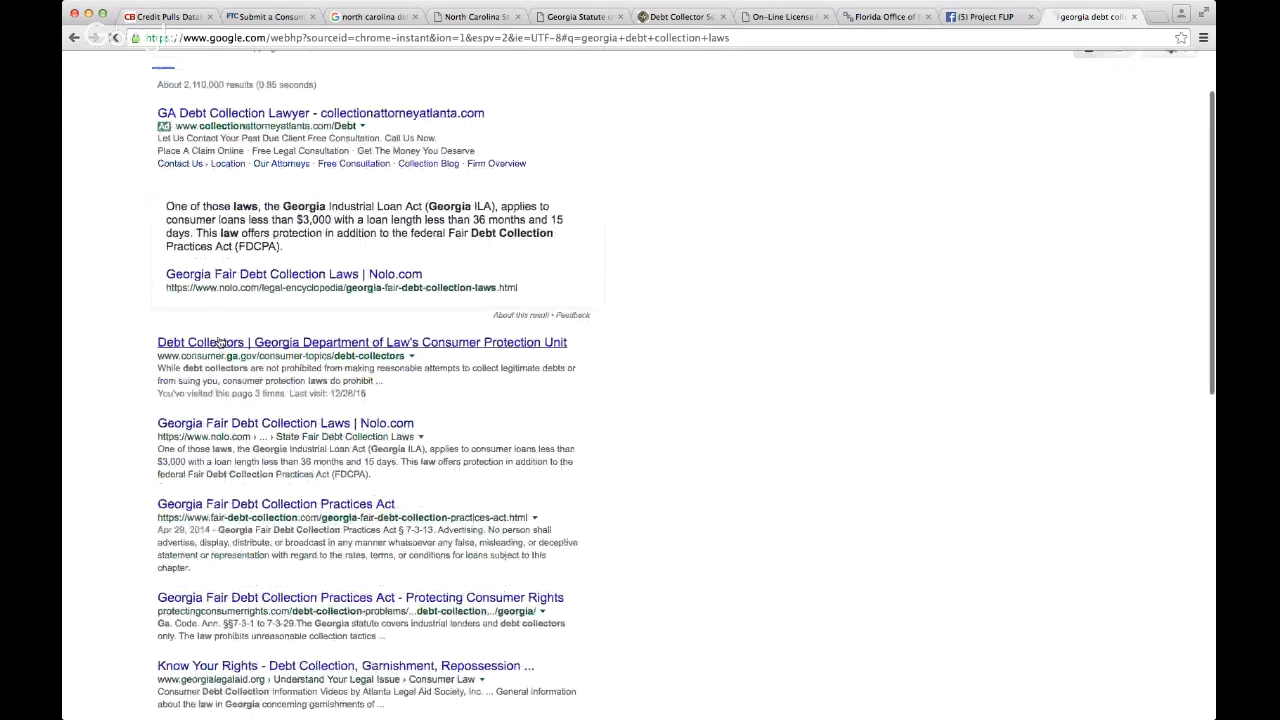 Credit Pulls Data
Submit a Consum
north carolina de
North Carolina S
Georgia Statute o
Debt Collector Se
On-Line License
Florida Office of
(5) Project FLIP
georgia debt colle
https://www.google.com/webhp?sourceid=chrome-instant&ion=1&espv=2&ie=UTF-8#q=georgia+debt+collection+laws
About 2,110,000 results (0.85 seconds)
GA Debt Collection Lawyer - collectionattorneyatlanta.com
Ad www.collectionattorneyatlanta.com/Debt
Let Us Contact Your Past Due Client Free Consultation. Call Us Now.
Place A Claim Online · Free Legal Consultation · Get The Money You Deserve
Contact Us · Location · Our Attorneys · Free Consultation · Collection Blog · Firm Overview
One of those laws, the Georgia Industrial Loan Act (Georgia ILA), applies to
consumer loans less than $3,000 with a loan length less than 36 months and 15
days. This law offers protection in addition to the federal Fair Debt Collection
Practices Act (FDCPA).
Georgia Fair Debt Collection Laws | Nolo.com
https://www.nolo.com/legal-encyclopedia/georgia-fair-debt-collection-laws.html
About this result • Feedback
Debt Collectors | Georgia Department of Law's Consumer Protection Unit
www.consumer.ga.gov/consumer-topics/debt-collectors
While debt collectors are not prohibited from making reasonable attempts to collect legitimate debts or
from suing you, consumer protection laws do prohibit ...
You've visited this page 3 times. Last visit: 12/26/16
Georgia Fair Debt Collection Laws | Nolo.com
https://www.nolo.com › ... › State Fair Debt Collection Laws
One of those laws, the Georgia Industrial Loan Act (Georgia ILA), applies to consumer loans less than
$3,000 with a loan length less than 36 months and 15 days. This law offers protection in addition to the
federal Fair Debt Collection Practices Act (FDCPA).
Georgia Fair Debt Collection Practices Act
https://www.fair-debt-collection.com/georgia-fair-debt-collection-practices-act.html
Apr 29, 2014 - Georgia Fair Debt Collection Practices Act § 7-3-13. Advertising. No person shall
advertise, display, distribute, or broadcast in any manner whatsoever any false, misleading, or deceptive
statement or representation with regard to the rates, terms, or conditions for loans subject to this
chapter.
Georgia Fair Debt Collection Practices Act - Protecting Consumer Rights
protectingconsumerrights.com/debt-collection-problems/...debt-collection.../georgia/
Ga. Code. Ann. §§7-3-1 to 7-3-29.The Georgia statute covers industrial lenders and debt collectors
only. The law prohibits unreasonable collection tactics ...
Know Your Rights - Debt Collection, Garnishment, Repossession ...
www.georgialegalaid.org › Understand Your Legal Issue › Consumer Law
Consumer Debt Collection Information Videos by Atlanta Legal Aid Society, Inc. ... General information
about the law in Georgia concerning garnishments of ...